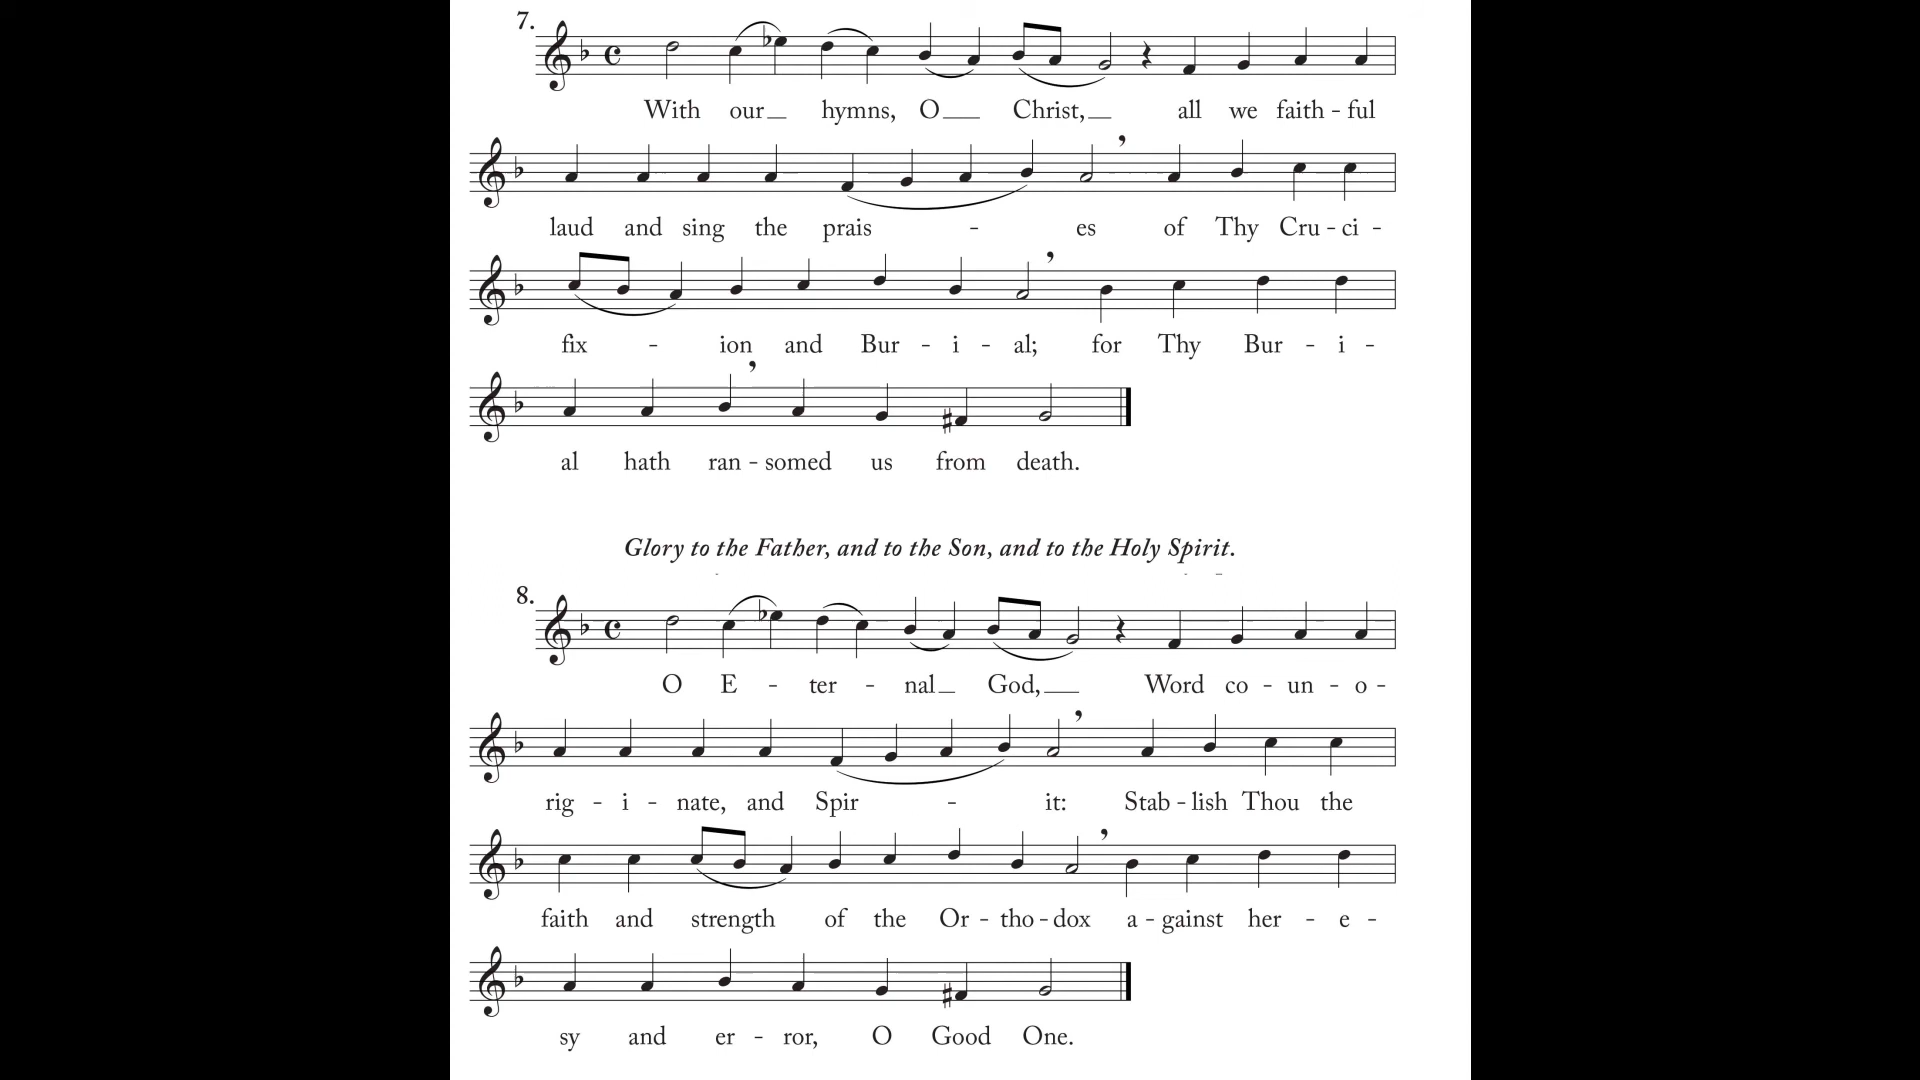 7.
With our hymns, O Christ, all we faith - ful
laud and sing the prais - es of Thy Cru - ci -
fix - ion and Bur - i - al; for Thy Bur - i -
al hath ran - somed us from death.
Glory to the Father, and to the Son, and to the Holy Spirit.
8.
O E - ter - nal God, Word co - un - o -
rig - i - nate, and Spir - it: Stab - lish Thou the
faith and strength of the Or - tho - dox a - gainst her - e -
sy and er - ror, O Good One.